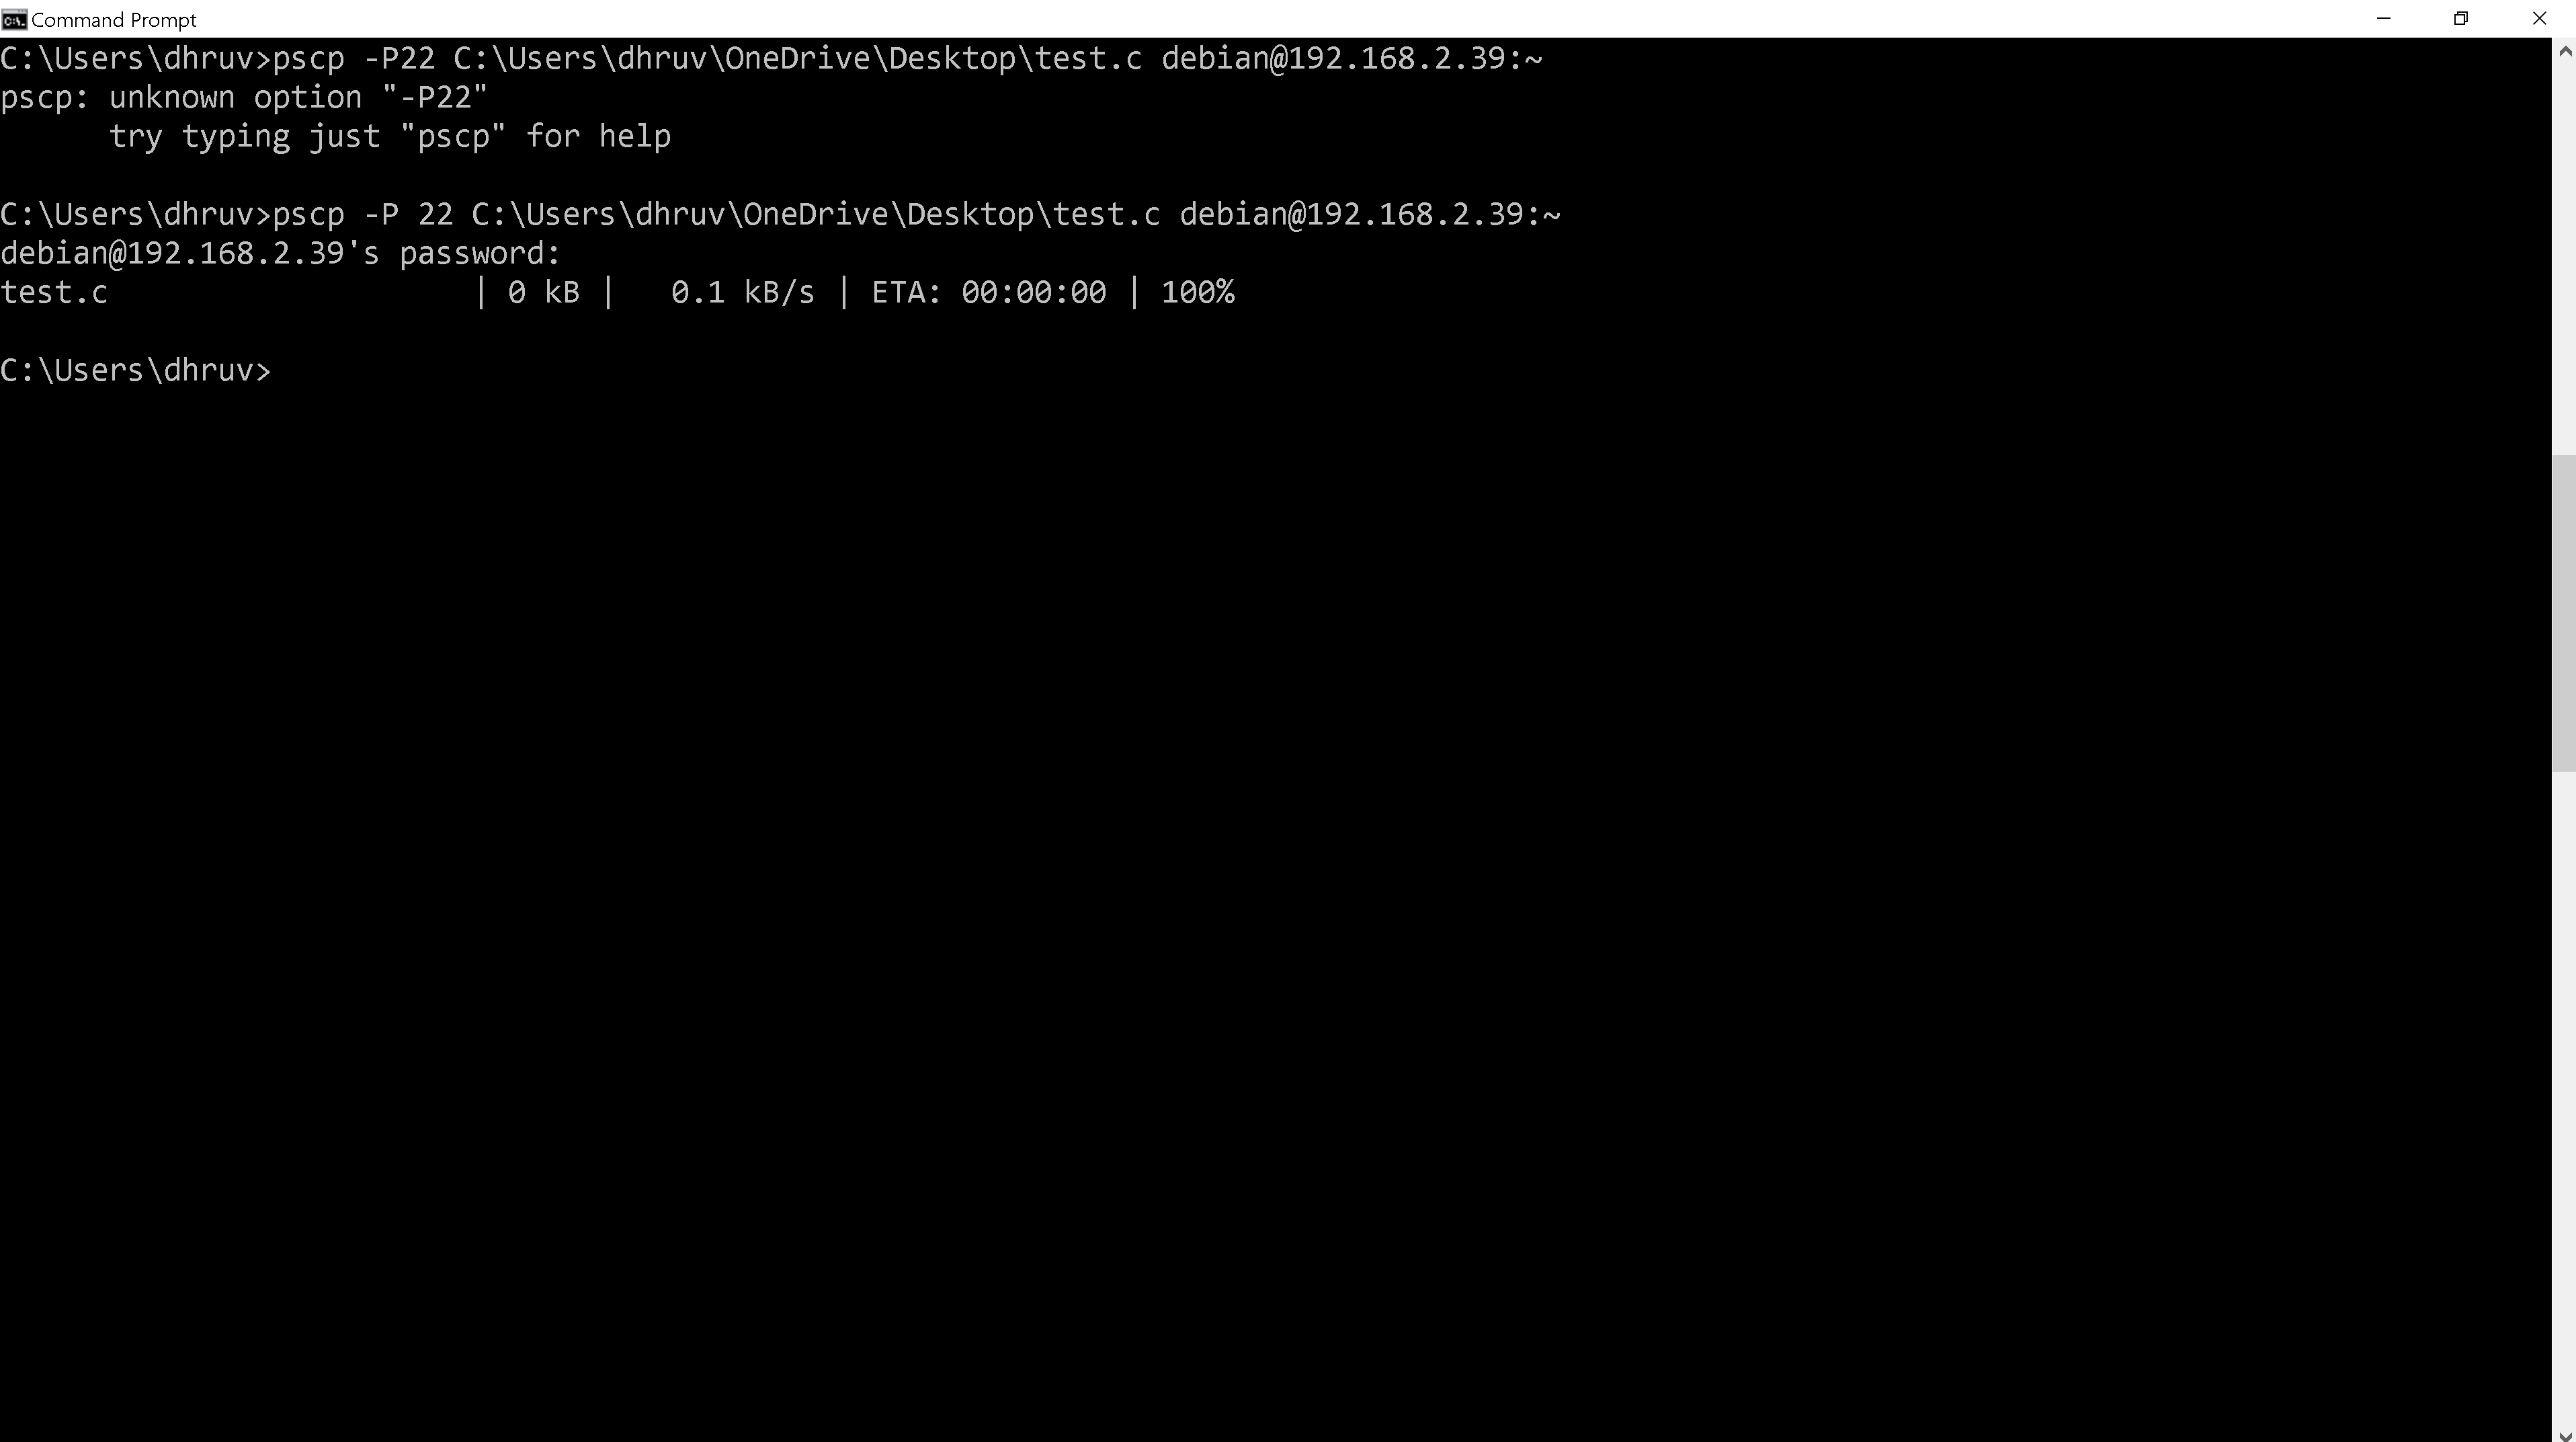 Command Prompt
C:\Users\dhruv>pscp -P22 C:\Users\dhruv\OneDrive\Desktop\test.c debian@192.168.2.39:~
pscp: unknown option "-P22"
      try typing just "pscp" for help
C:\Users\dhruv>pscp -P 22 C:\Users\dhruv\OneDrive\Desktop\test.c debian@192.168.2.39:~
debian@192.168.2.39's password:
test.c                    | 0 kB |   0.1 kB/s | ETA: 00:00:00 | 100%
C:\Users\dhruv>